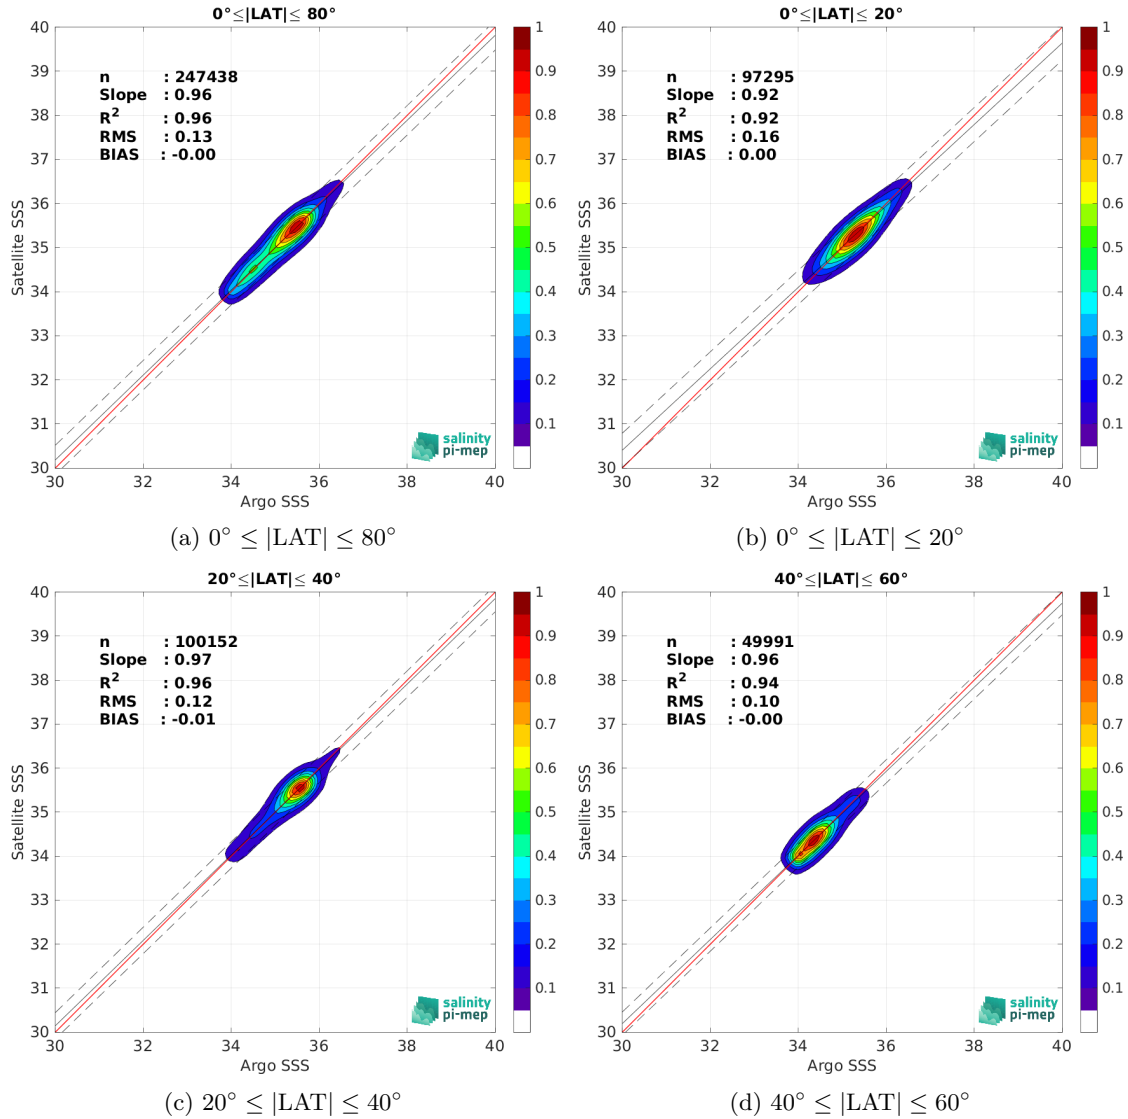 0°≤|LAT|≤ 80°
40
39
38
37
36
35
34
33
32
31
30
Satellite SSS
n : 247438
Slope : 0.96
R² : 0.96
RMS : 0.13
BIAS : -0.00
salinity
pi-mep
30 32 34 36 38 40
Argo SSS
1
0.9
0.8
0.7
0.6
0.5
0.4
0.3
0.2
0.1
(a) 0° ≤ |LAT| ≤ 80°
0°≤|LAT|≤ 20°
40
39
38
37
36
35
34
33
32
31
30
Satellite SSS
n : 97295
Slope : 0.92
R² : 0.92
RMS : 0.16
BIAS : 0.00
salinity
pi-mep
30 32 34 36 38 40
Argo SSS
1
0.9
0.8
0.7
0.6
0.5
0.4
0.3
0.2
0.1
(b) 0° ≤ |LAT| ≤ 20°
20°≤|LAT|≤ 40°
40
39
38
37
36
35
34
33
32
31
30
Satellite SSS
n : 100152
Slope : 0.97
R² : 0.96
RMS : 0.12
BIAS : -0.01
salinity
pi-mep
30 32 34 36 38 40
Argo SSS
1
0.9
0.8
0.7
0.6
0.5
0.4
0.3
0.2
0.1
(c) 20° ≤ |LAT| ≤ 40°
40°≤|LAT|≤ 60°
40
39
38
37
36
35
34
33
32
31
30
Satellite SSS
n : 49991
Slope : 0.96
R² : 0.94
RMS : 0.10
BIAS : -0.00
salinity
pi-mep
30 32 34 36 38 40
Argo SSS
1
0.9
0.8
0.7
0.6
0.5
0.4
0.3
0.2
0.1
(d) 40° ≤ |LAT| ≤ 60°